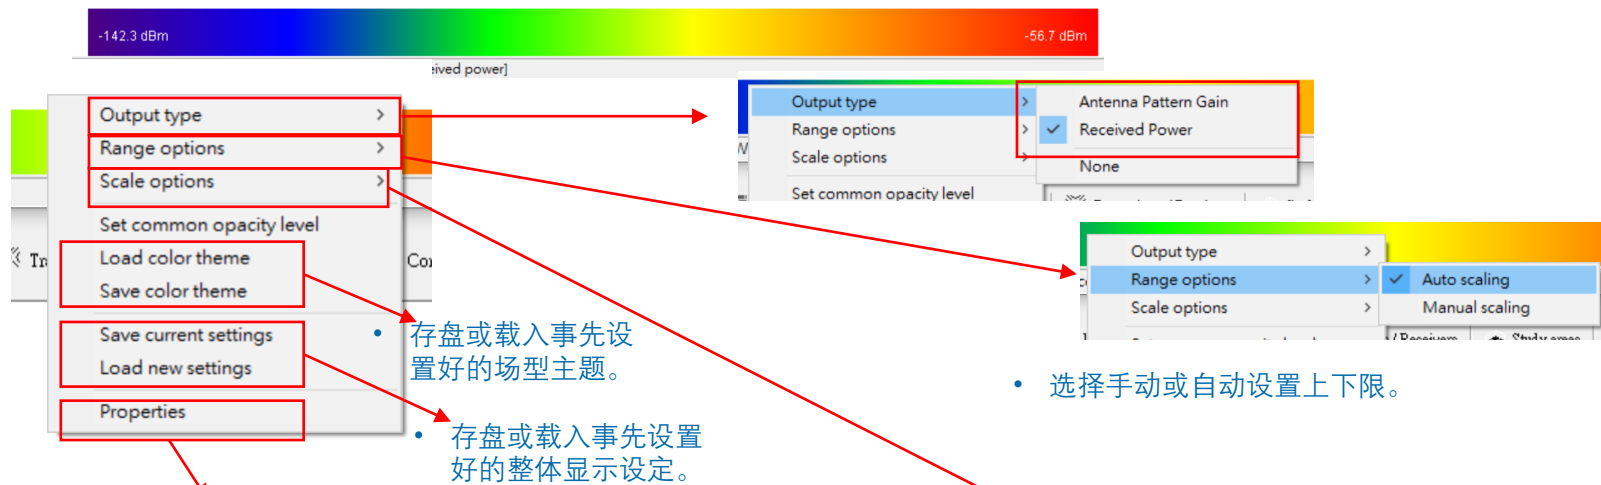 -142.3 dBm
-56.7 dBm
ived power]
Output type
Range options
Scale options
Set common opacity level
Load color theme
Save color theme
Save current settings
Load new settings
Properties
Output type
Range options
Scale options
Set common opacity level
Antenna Pattern Gain
Received Power
None
Output type
Range options
Scale options
Auto scaling
Manual scaling
Study areas
• 存盘或载入事先设
置好的场型主题。
• 存盘或载入事先设置
好的整体显示设定。
• 选择手动或自动设置上下限。